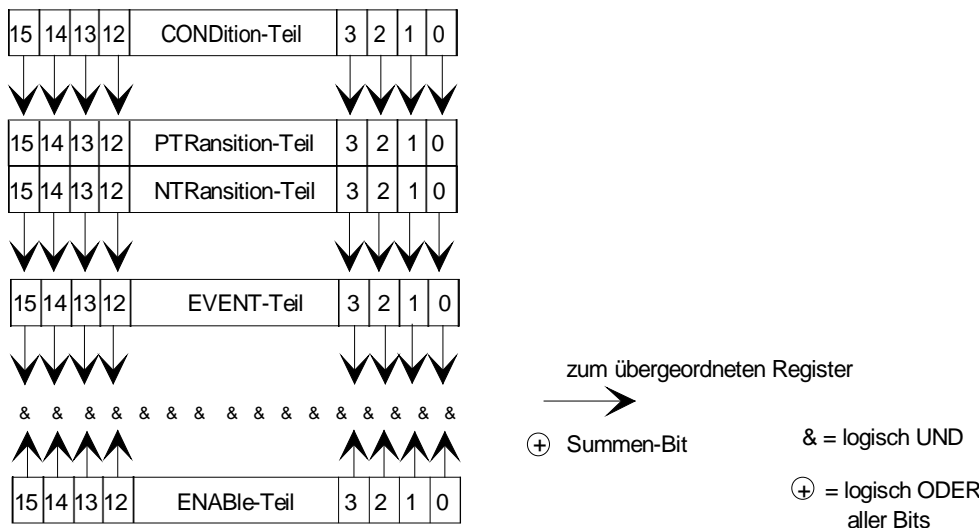 15 14 13 12 CONDition-Teil 3 2 1 0
15 14 13 12 PTRansition-Teil 3 2 1 0
15 14 13 12 NTRansition-Teil 3 2 1 0
15 14 13 12 EVENT-Teil 3 2 1 0
zum übergeordneten Register
& & & & & & & & & & & & & & & &
+ Summen-Bit
& = logisch UND
15 14 13 12 ENABle-Teil 3 2 1 0
+ = logisch ODER
aller Bits